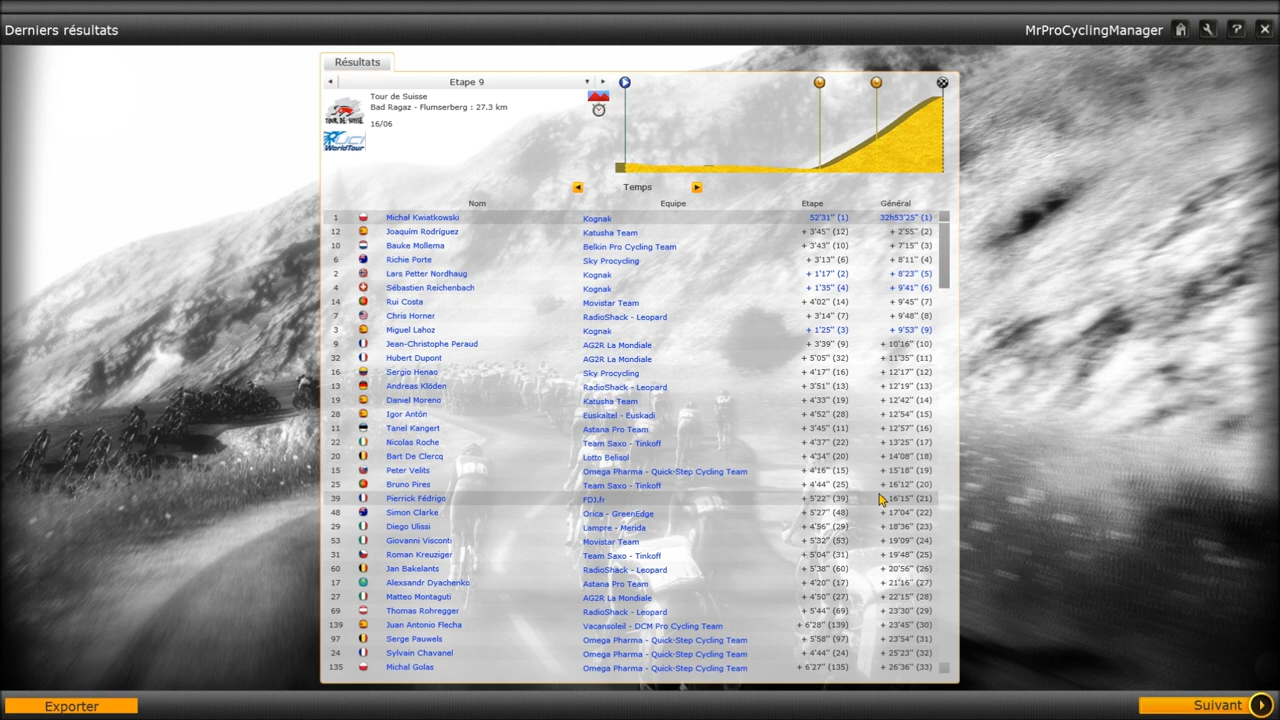 Derniers résultats
MrProCyclingManager
Résultats
Etape 9
Tour de Suisse
Bad Ragaz - Flumserberg : 27.3 km
16/06
TOUR DE SUISSE
UCI
WorldTour
Temps
Nom Equipe Etape Général
1 Michał Kwiatkowski Kognak 52'31'' (1) 32h53'25'' (1)
12 Joaquím Rodríguez Katusha Team + 3'45'' (12) + 2'55'' (2)
10 Bauke Mollema Belkin Pro Cycling Team + 3'43'' (10) + 7'15'' (3)
6 Richie Porte Sky Procycling + 3'13'' (6) + 8'11'' (4)
2 Lars Petter Nordhaug Kognak + 1'17'' (2) + 8'23'' (5)
4 Sébastien Reichenbach Kognak + 1'35'' (4) + 9'41'' (6)
14 Rui Costa Movistar Team + 4'02'' (14) + 9'45'' (7)
7 Chris Horner RadioShack - Leopard + 3'14'' (7) + 9'48'' (8)
3 Miguel Lahoz Kognak + 1'25'' (3) + 9'53'' (9)
9 Jean-Christophe Peraud AG2R La Mondiale + 3'39'' (9) + 10'16'' (10)
32 Hubert Dupont AG2R La Mondiale + 5'05'' (32) + 11'35'' (11)
16 Sergio Henao Sky Procycling + 4'17'' (16) + 12'17'' (12)
13 Andreas Klöden RadioShack - Leopard + 3'51'' (13) + 12'19'' (13)
19 Daniel Moreno Katusha Team + 4'33'' (19) + 12'42'' (14)
28 Igor Antón Euskaltel - Euskadi + 4'52'' (28) + 12'54'' (15)
11 Tanel Kangert Astana Pro Team + 3'45'' (11) + 12'57'' (16)
22 Nicolas Roche Team Saxo - Tinkoff + 4'37'' (22) + 13'25'' (17)
20 Bart De Clercq Lotto Belisol + 4'34'' (20) + 14'08'' (18)
15 Peter Velits Omega Pharma - Quick-Step Cycling Team + 4'16'' (15) + 15'18'' (19)
25 Bruno Pires Team Saxo - Tinkoff + 4'44'' (25) + 16'12'' (20)
39 Pierrick Fédrigo FDJ.fr + 5'22'' (39) 16'15'' (21)
48 Simon Clarke Orica - GreenEdge + 5'27'' (48) + 17'04'' (22)
29 Diego Ulissi Lampre - Merida + 4'56'' (29) + 18'36'' (23)
53 Giovanni Visconti Movistar Team + 5'32'' (53) + 19'09'' (24)
31 Roman Kreuziger Team Saxo - Tinkoff + 5'04'' (31) + 19'48'' (25)
60 Jan Bakelants RadioShack - Leopard + 5'38'' (60) + 20'56'' (26)
17 Alexsandr Dyachenko Astana Pro Team + 4'20'' (17) + 21'16'' (27)
27 Matteo Montaguti AG2R La Mondiale + 4'50'' (27) + 22'15'' (28)
69 Thomas Rohregger RadioShack - Leopard + 5'44'' (69) + 23'30'' (29)
139 Juan Antonio Flecha Vacansoleil - DCM Pro Cycling Team + 6'28'' (139) + 23'45'' (30)
97 Serge Pauwels Omega Pharma - Quick-Step Cycling Team + 5'58'' (97) + 23'54'' (31)
24 Sylvain Chavanel Omega Pharma - Quick-Step Cycling Team + 4'44'' (24) + 25'23'' (32)
135 Michal Golas Omega Pharma - Quick-Step Cycling Team + 6'27'' (135) + 26'36'' (33)
Exporter
Suivant